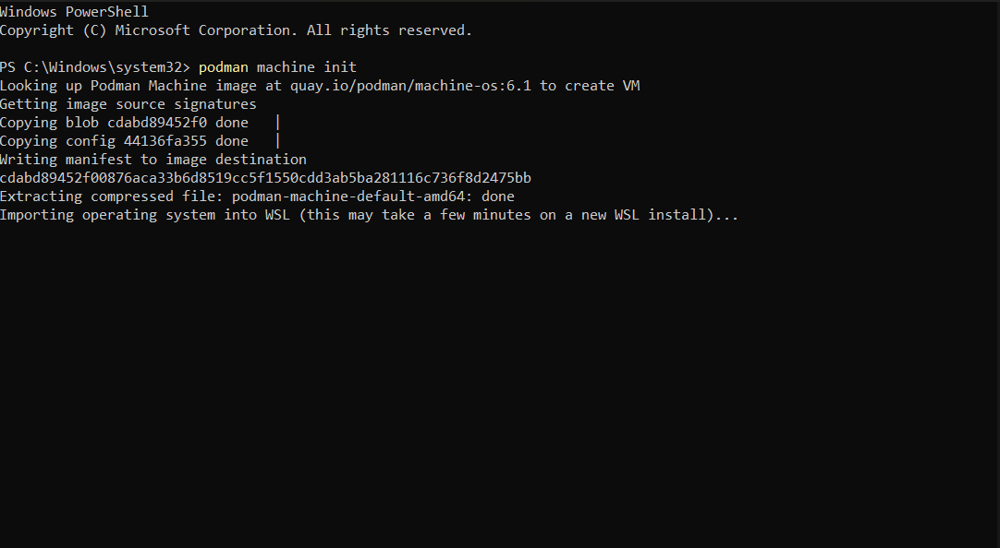 Windows PowerShell
Copyright (C) Microsoft Corporation. All rights reserved.
PS C:\Windows\system32> podman machine init
Looking up Podman Machine image at quay.io/podman/machine-os:6.1 to create VM
Getting image source signatures
Copying blob cdabd89452f0 done   |
Copying config 44136fa355 done   |
Writing manifest to image destination
cdabd89452f00876aca33b6d8519cc5f1550cdd3ab5ba281116c736f8d2475bb
Extracting compressed file: podman-machine-default-amd64: done
Importing operating system into WSL (this may take a few minutes on a new WSL install)...